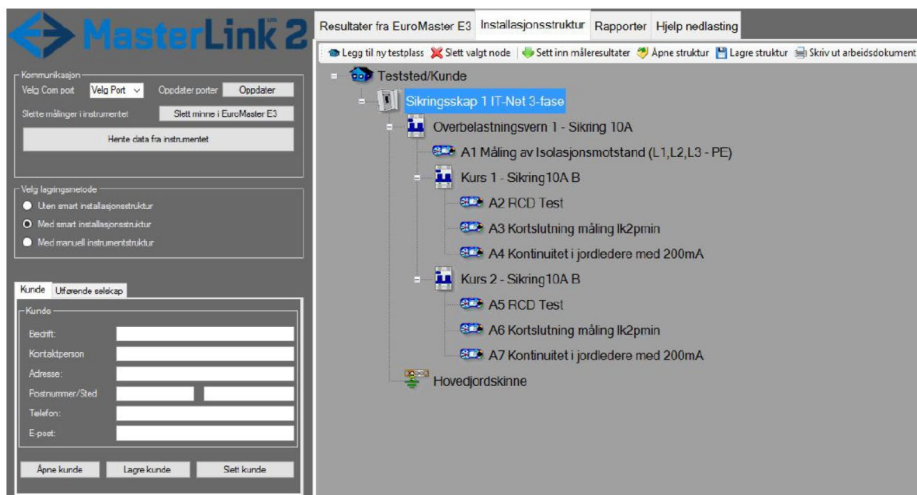 MasterLink 2
Kommunikasjon
Velg Com port Velg Port Oppdater porter Oppdater
Slette målinger i instrumentet Slett minne i EuroMaster E3
Hente data fra instrumentet
Velg lagringsmetode
Uten smart installasjonsstruktur
Med smart installasjonsstruktur
Med manuell instrumentstruktur
Kunde Utførende selskap
Kunde
Bedrift:
Kontaktperson
Adresse:
Postnummer/Sted
Telefon:
E-post:
Åpne kunde Lagre kunde Slett kunde
Resultater fra EuroMaster E3 Installasjonsstruktur Rapporter Hjelp nedlasting
Legg til ny testplass Slett valgt node Sett inn måleresultater Åpne struktur Lagre struktur Skriv ut arbeidsdokument
Teststed/Kunde
Sikringsskap 1 IT-Net 3-fase
Overbelastningsvern 1 - Sikring 10A
A1 Måling av Isolasjonsmotstand (L1,L2,L3 - PE)
Kurs 1 - Sikring10A B
A2 RCD Test
A3 Kortslutning måling Ik2pmin
A4 Kontinuitet i jordledere med 200mA
Kurs 2 - Sikring10A B
A5 RCD Test
A6 Kortslutning måling Ik2pmin
A7 Kontinuitet i jordledere med 200mA
Hovedjordskinne